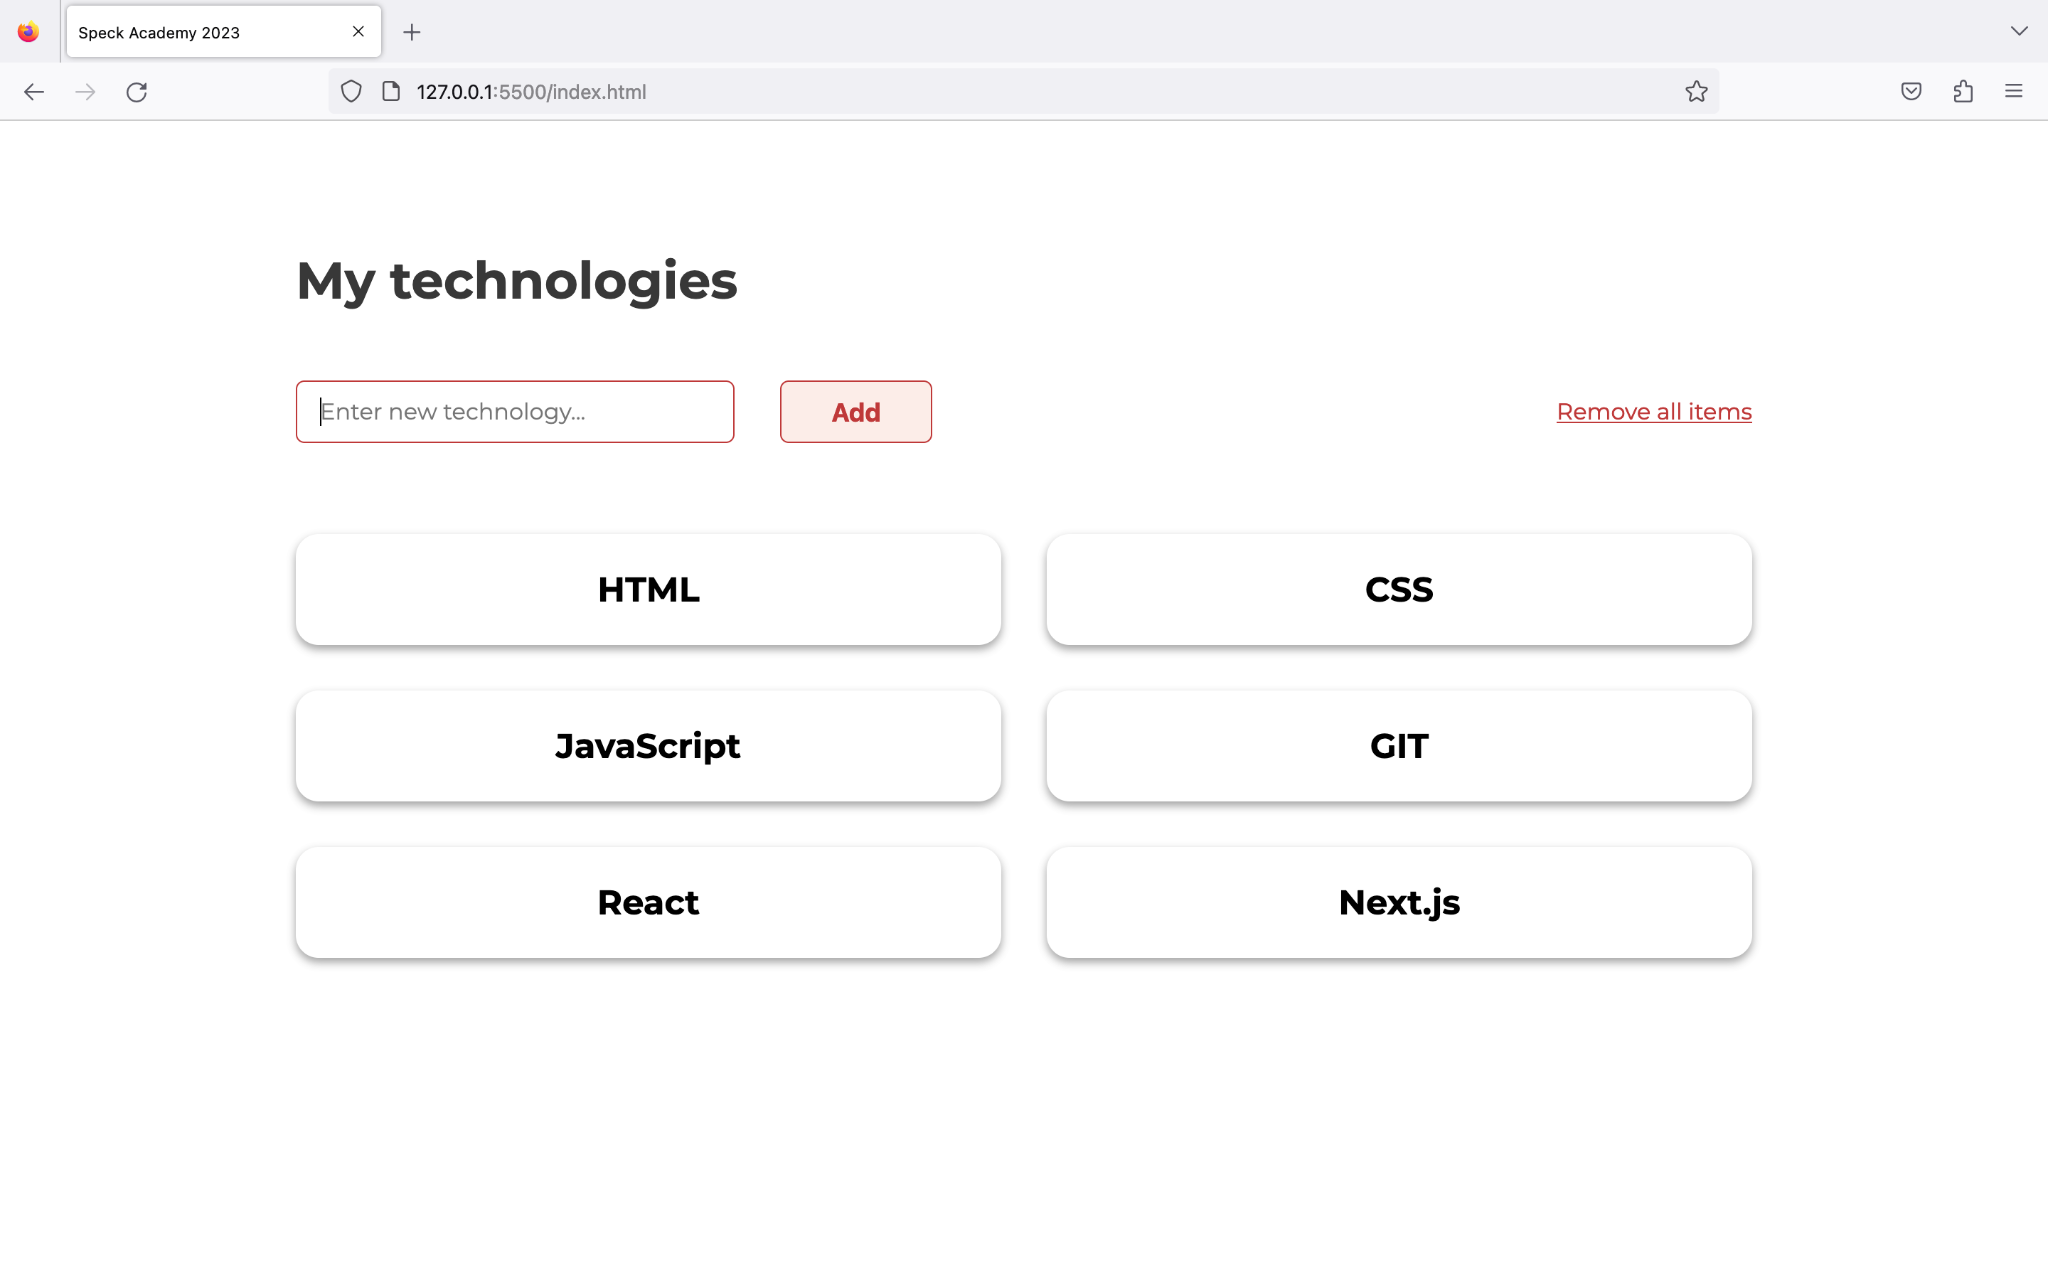 Speck Academy 2023
127.0.0.1:5500/index.html
My technologies
Enter new technology...
Add
Remove all items
HTML
CSS
JavaScript
GIT
React
Next.js